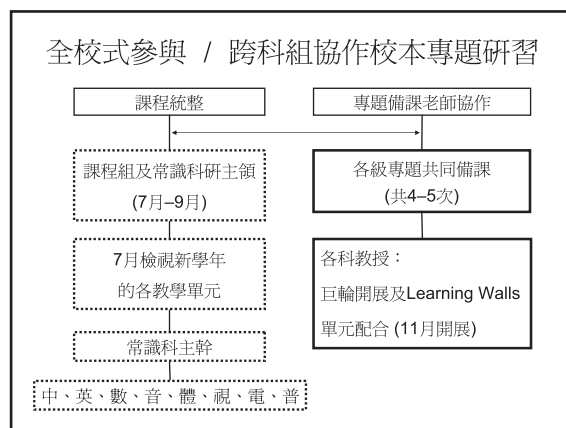 全校式參與 / 跨科組協作校本專題研習
課程統整
專題備課老師協作
課程組及常識科研主領
(7月–9月)
各級專題共同備課
(共4–5次)
7月檢視新學年
的各教學單元
各科教授：
巨輪開展及Learning Walls
單元配合 (11月開展)
常識科主幹
中、英、數、音、體、視、電、普